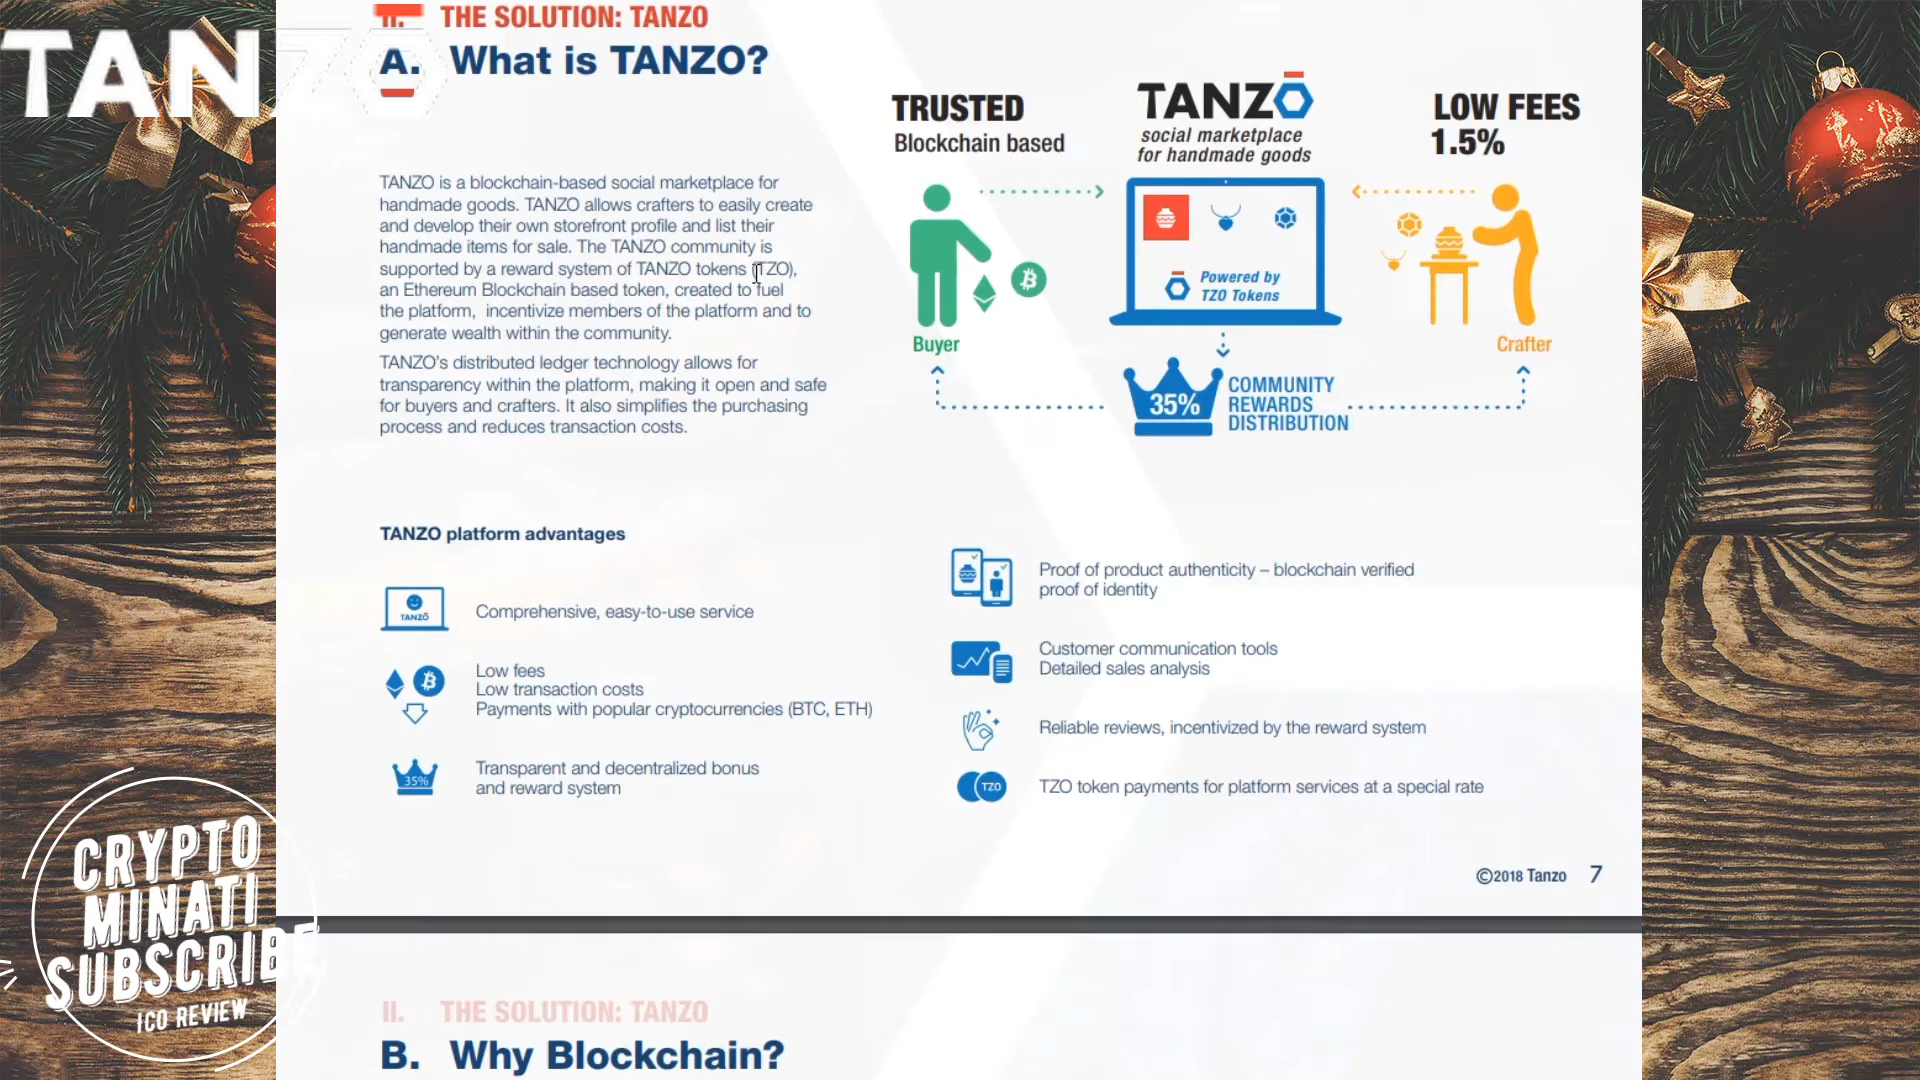 TANZŌ
II. THE SOLUTION: TANZO
A. What is TANZO?
TANZO is a blockchain-based social marketplace for
handmade goods. TANZO allows crafters to easily create
and develop their own storefront profile and list their
handmade items for sale. The TANZO community is
supported by a reward system of TANZO tokens (TZO),
an Ethereum Blockchain based token, created to fuel
the platform, incentivize members of the platform and to
generate wealth within the community.
TANZO's distributed ledger technology allows for
transparency within the platform, making it open and safe
for buyers and crafters. It also simplifies the purchasing
process and reduces transaction costs.
TRUSTED
Blockchain based
TANZŌ
social marketplace
for handmade goods
LOW FEES
1.5%
Powered by
TZO Tokens
Buyer
Crafter
35%
COMMUNITY
REWARDS
DISTRIBUTION
TANZO platform advantages
TANZŌ
Comprehensive, easy-to-use service
Low fees
Low transaction costs
Payments with popular cryptocurrencies (BTC, ETH)
35%
Transparent and decentralized bonus
and reward system
Proof of product authenticity – blockchain verified
proof of identity
Customer communication tools
Detailed sales analysis
Reliable reviews, incentivized by the reward system
TZO
TZO token payments for platform services at a special rate
©2018 Tanzo 7
CRYPTO
MINATI
SUBSCRIBE
ICO REVIEW
II. THE SOLUTION: TANZO
B. Why Blockchain?